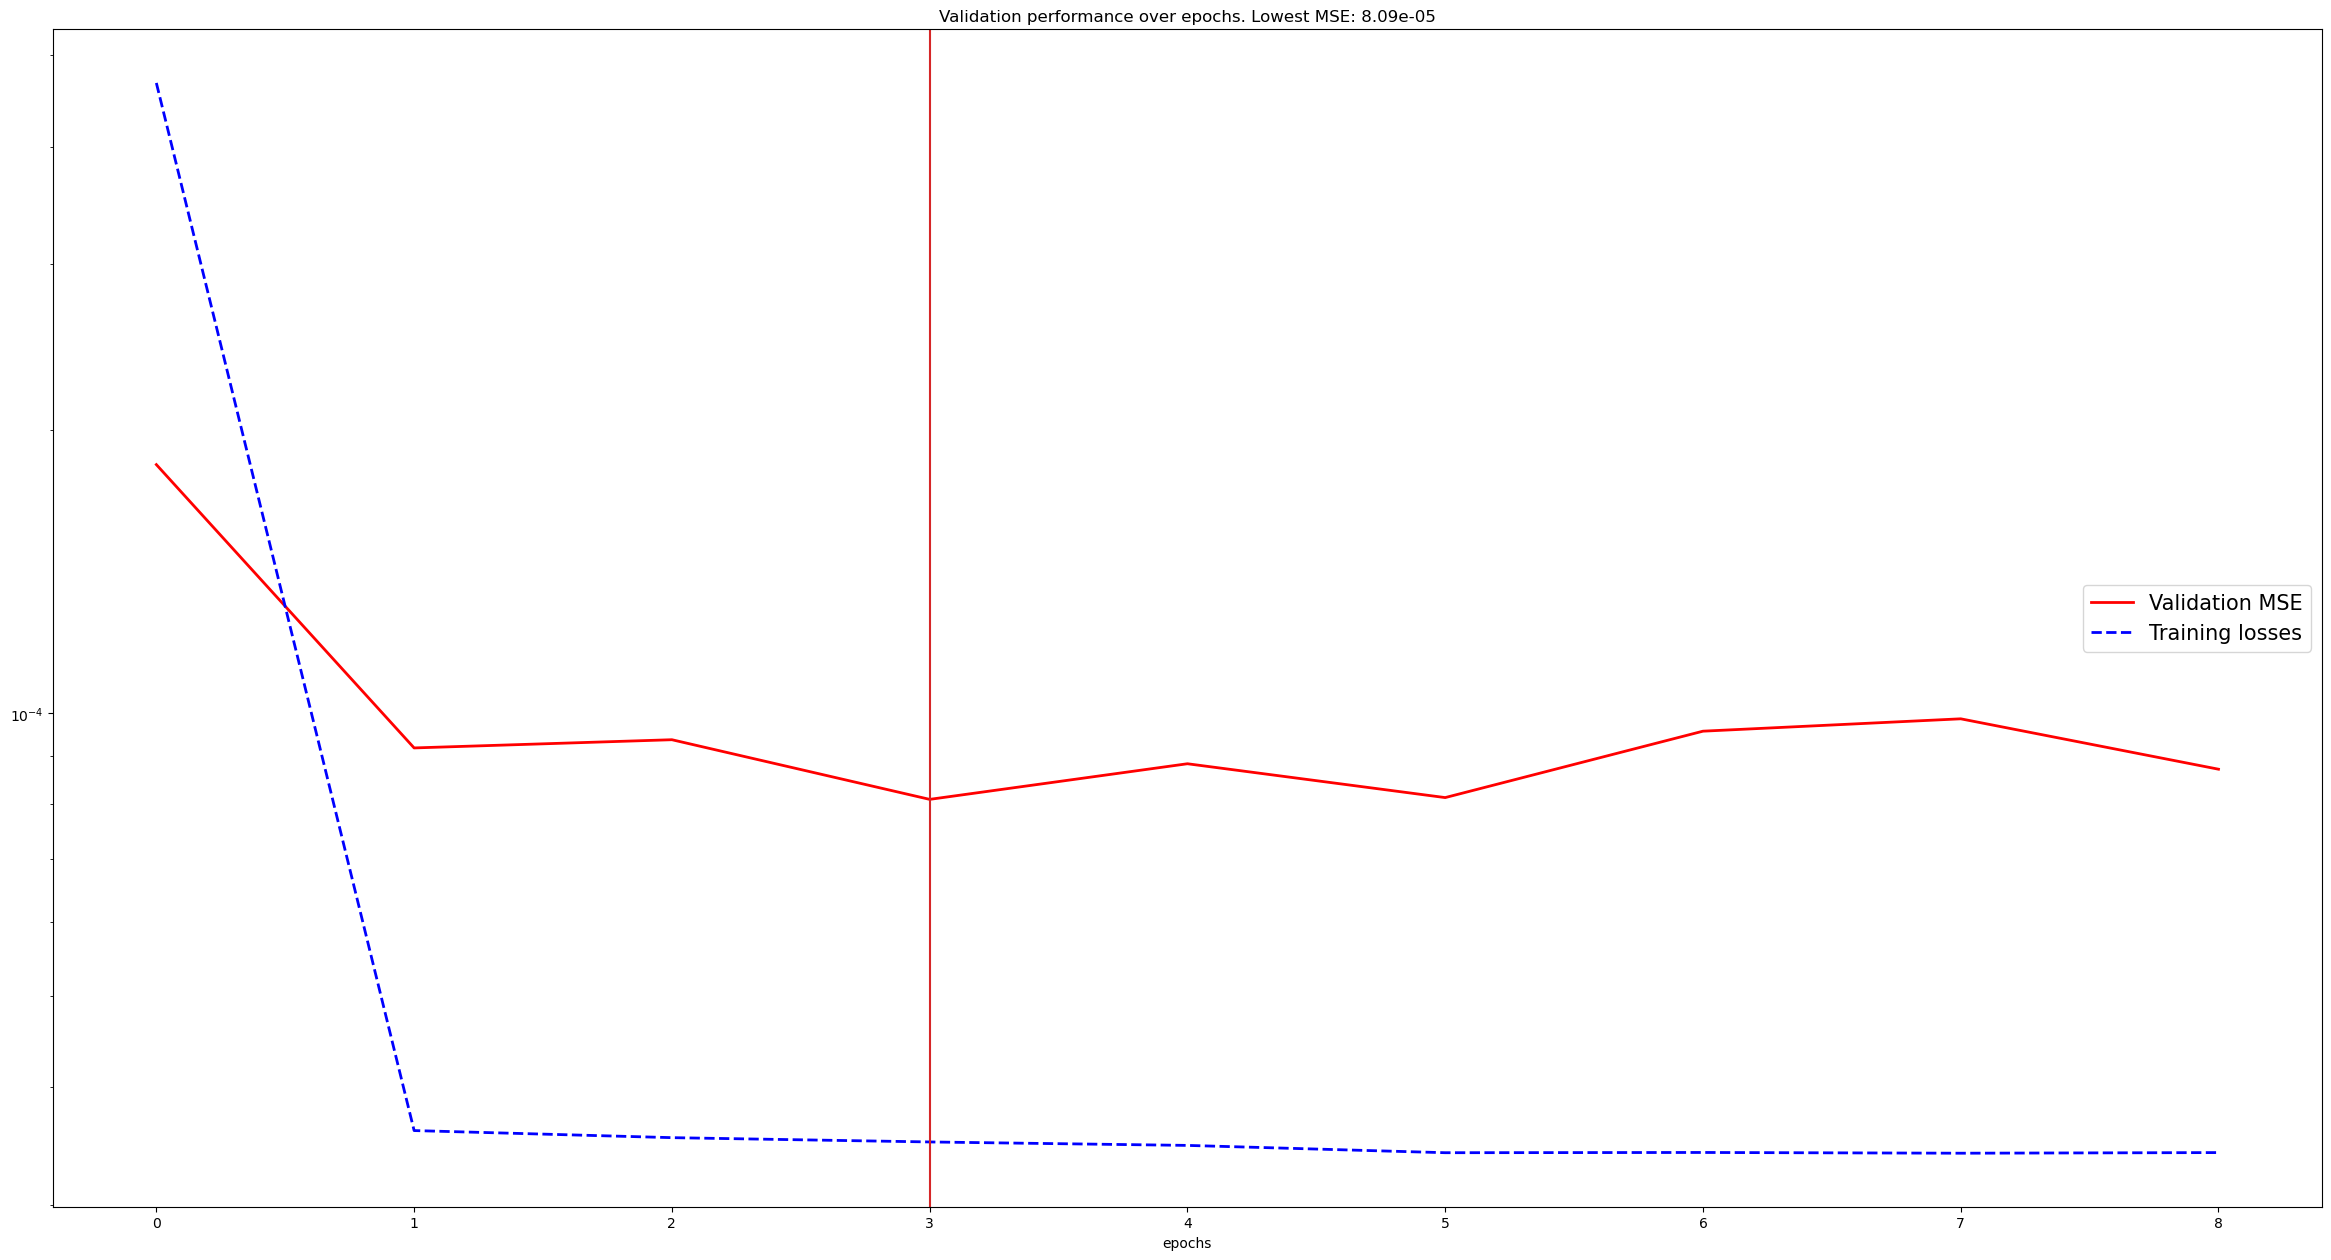 Validation performance over epochs. Lowest MSE: 8.09e-05
Validation MSE
Training losses
10⁻⁴
0 1 2 3 4 5 6 7 8
epochs